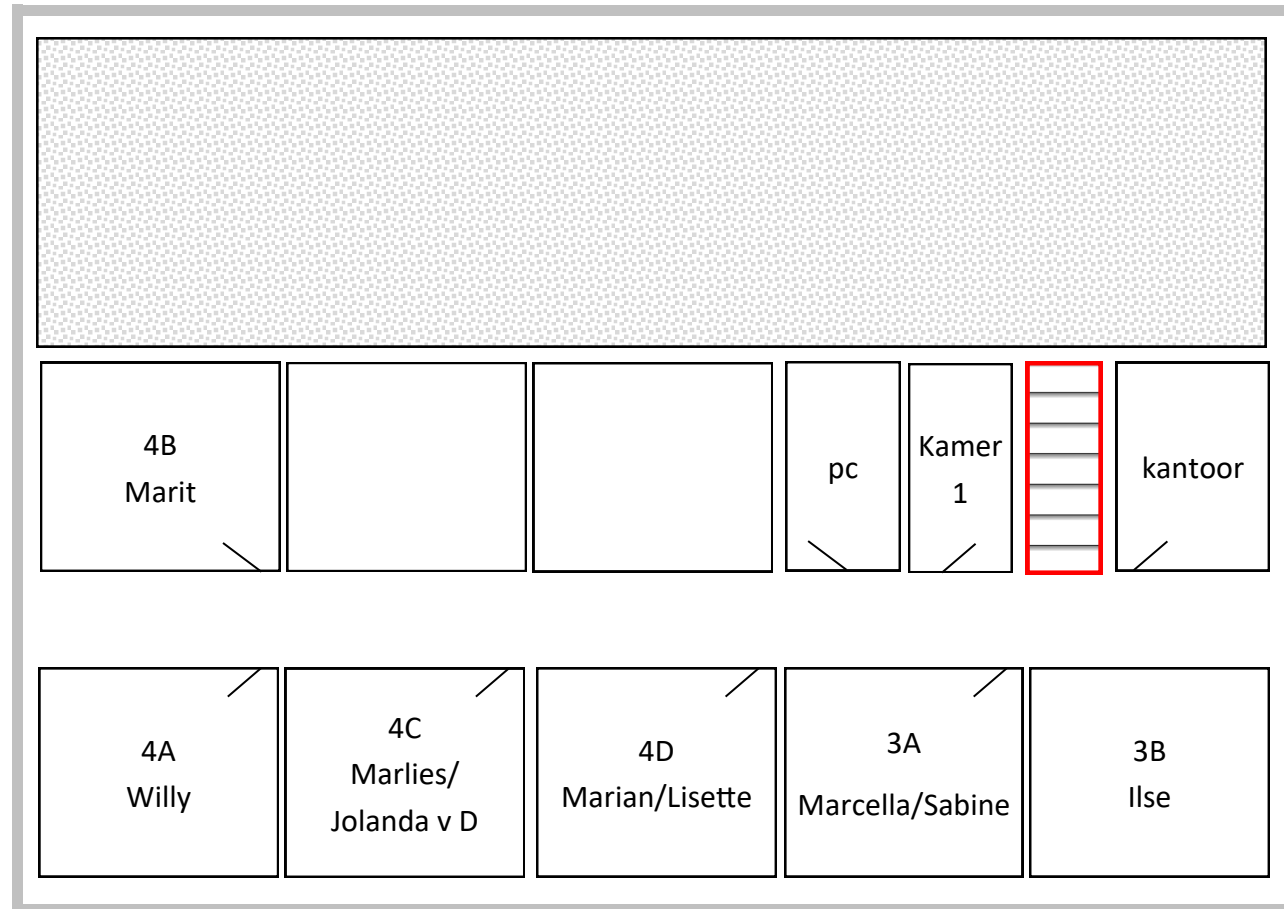 4B
Marit
pc
Kamer
1
kantoor
4A
Willy
4C
Marlies/
Jolanda v D
4D
Marian/Lisette
3A
Marcella/Sabine
3B
Ilse